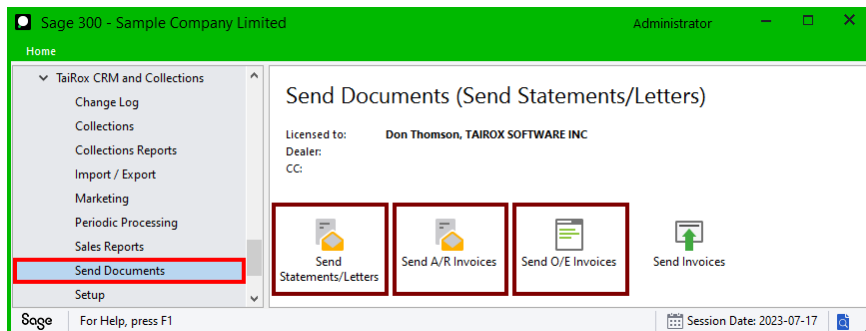 Sage 300 - Sample Company Limited
Administrator
Home
TaiRox CRM and Collections
Change Log
Collections
Collections Reports
Import / Export
Marketing
Periodic Processing
Sales Reports
Send Documents
Setup
Send Documents (Send Statements/Letters)
Licensed to: Don Thomson, TAIROX SOFTWARE INC
Dealer:
CC:
Send
Statements/Letters
Send A/R Invoices
Send O/E Invoices
Send Invoices
Sage
For Help, press F1
Session Date: 2023-07-17